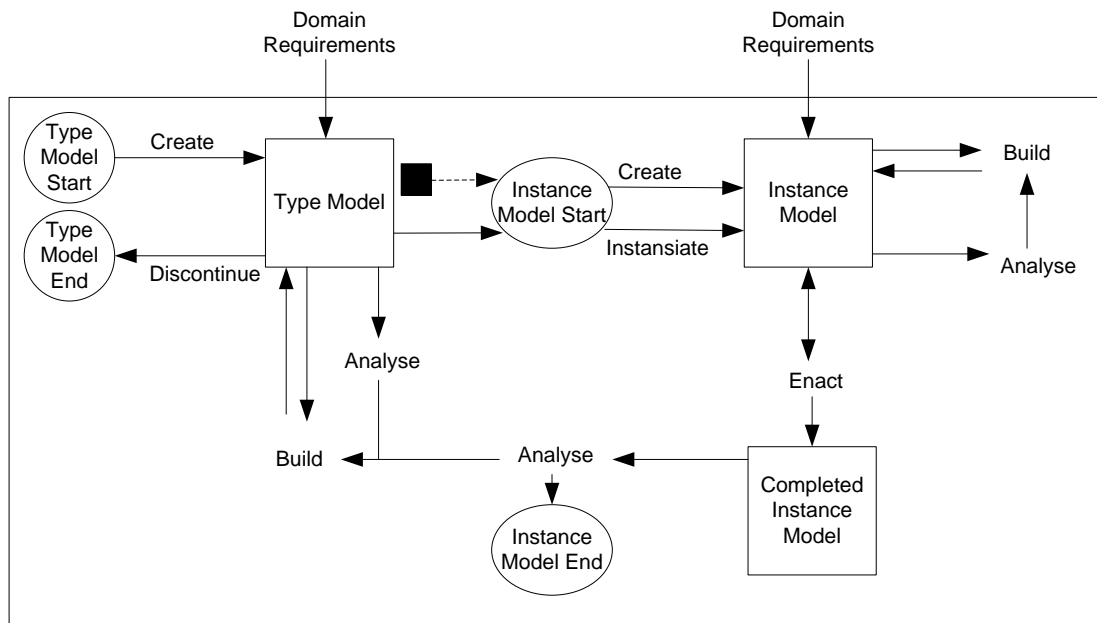 Domain
Requirements
Domain
Requirements
Type
Model
Start
Create
Type Model
Instance
Model Start
Create
Instansiate
Instance
Model
Build
Analyse
Type
Model
End
Discontinue
Analyse
Enact
Build
Analyse
Completed
Instance
Model
Instance
Model End